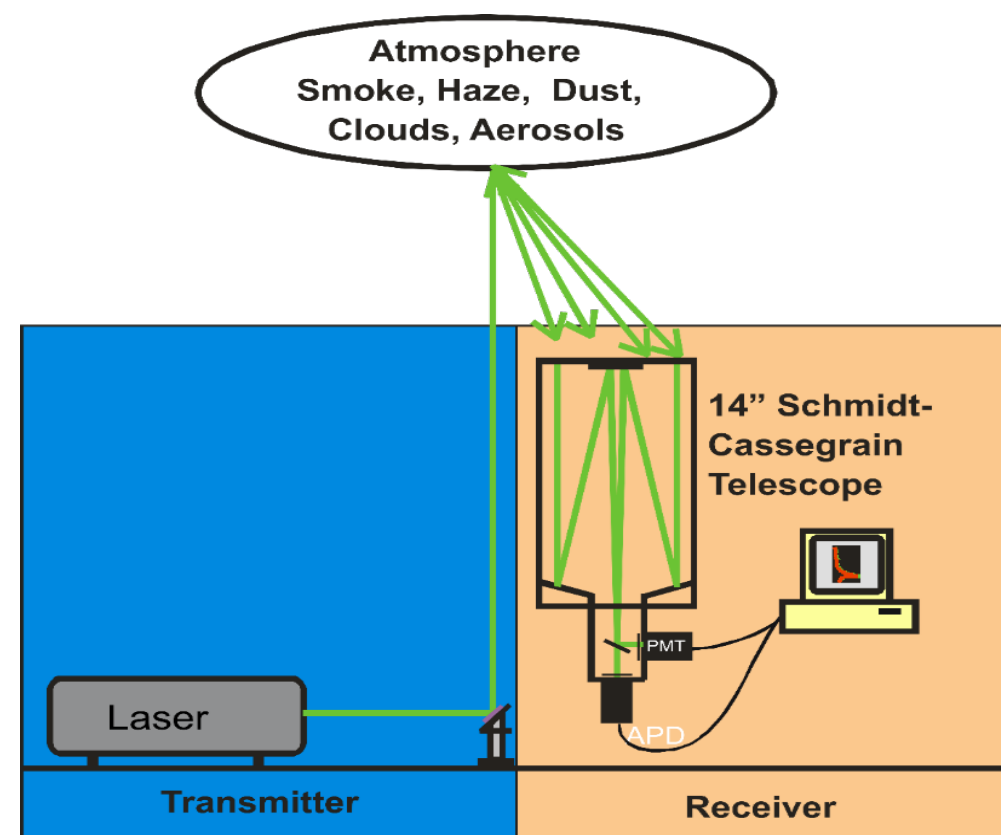 Atmosphere
Smoke, Haze, Dust,
Clouds, Aerosols
14” Schmidt-
Cassegrain
Telescope
PMT
Laser
APD
Transmitter
Receiver